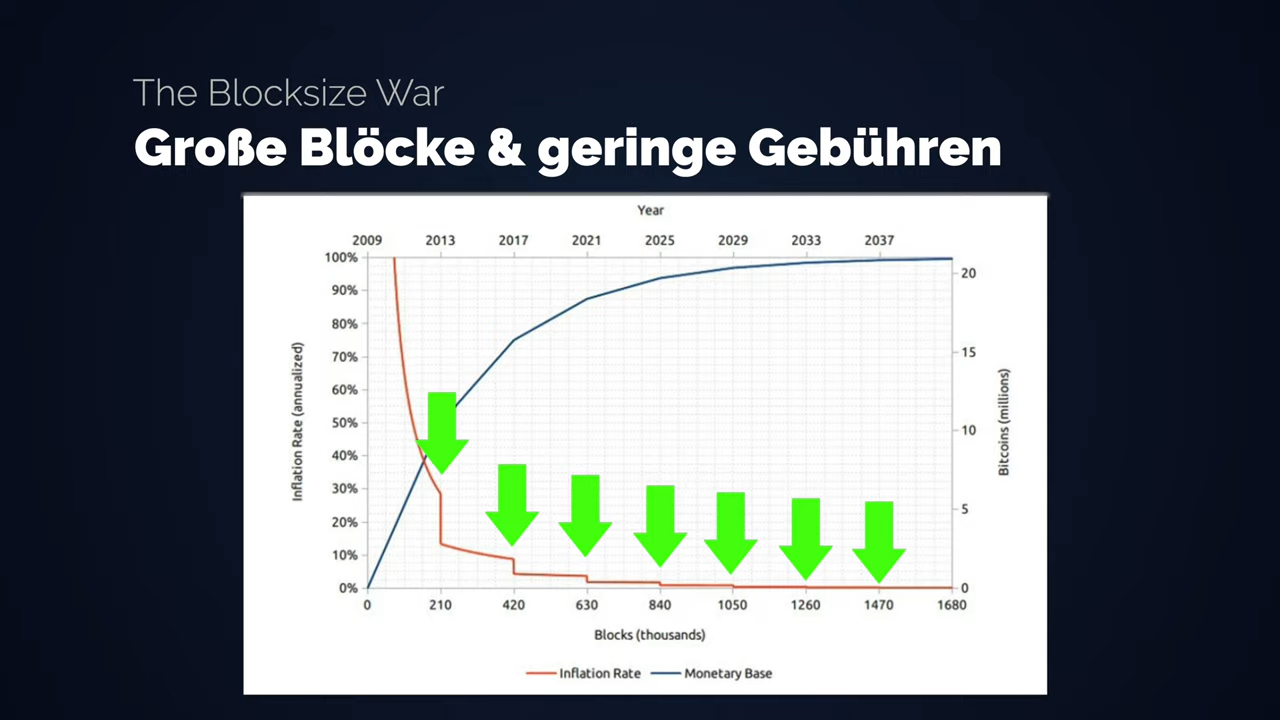 The Blocksize War
Große Blöcke & geringe Gebühren
Year
2009 2013 2017 2021 2025 2029 2033 2037
100%
90%
80%
70%
60%
50%
40%
30%
20%
10%
0%
Inflation Rate (annualized)
20
15
10
5
0
Bitcoins (millions)
0 210 420 630 840 1050 1260 1470 1680
Blocks (thousands)
Inflation Rate Monetary Base